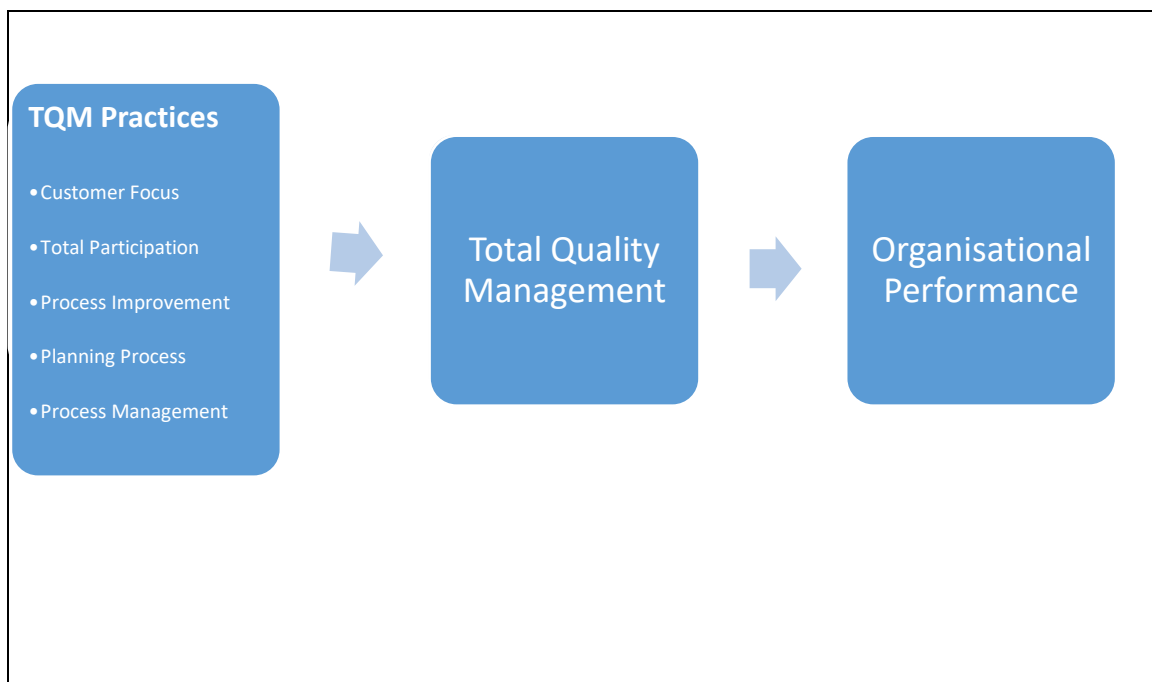 TQM Practices
•Customer Focus
•Total Participation
•Process Improvement
•Planning Process
•Process Management
Total Quality
Management
Organisational
Performance